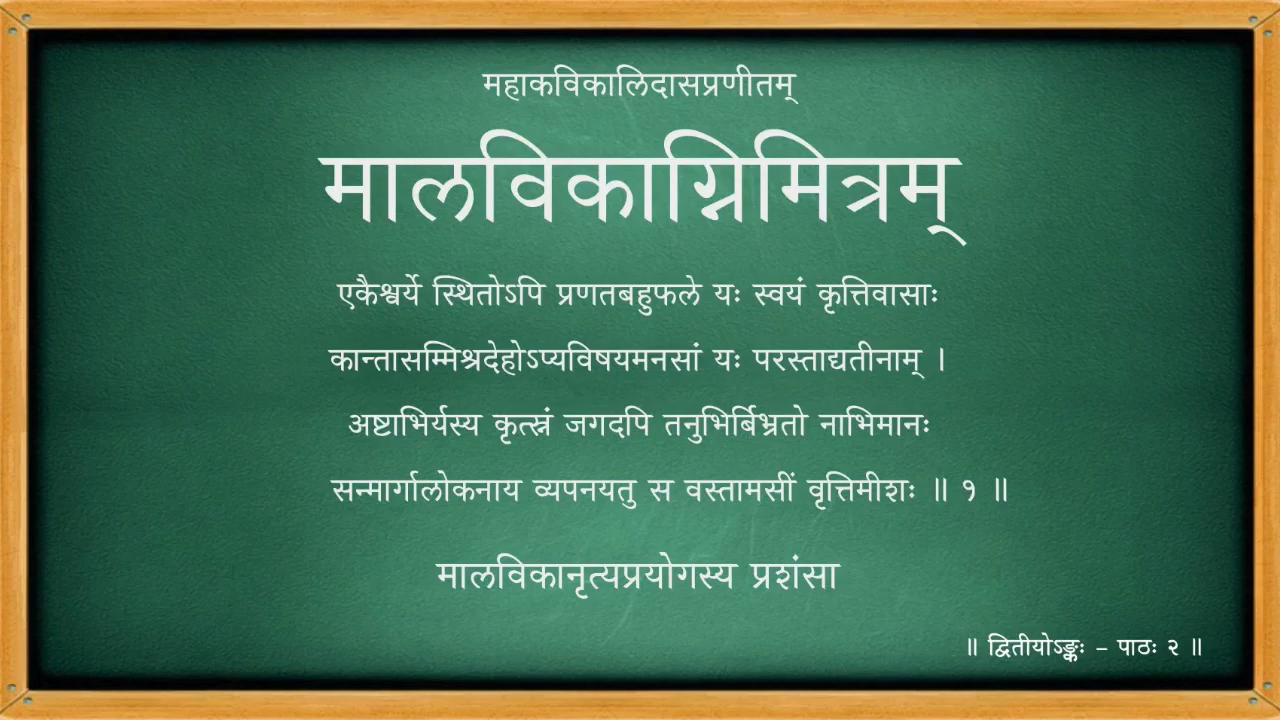 महाकविकालिदासप्रणीतम्
मालविकाग्निमित्रम्
एकैश्वर्ये स्थितोऽपि प्रणतबहुफले यः स्वयं कृत्तिवासाः
कान्तासम्मिश्रदेहोऽप्यविषयमनसां यः परस्ताद्यतीनाम् ।
अष्टाभिर्यस्य कृत्स्नं जगदपि तनुभिर्बिभ्रतो नाभिमानः
सन्मार्गालोकनाय व्यपनयतु स वस्तामसीं वृत्तिमीशः ॥ १ ॥
मालविकानृत्यप्रयोगस्य प्रशंसा
॥ द्वितीयोऽङ्कः – पाठः २ ॥